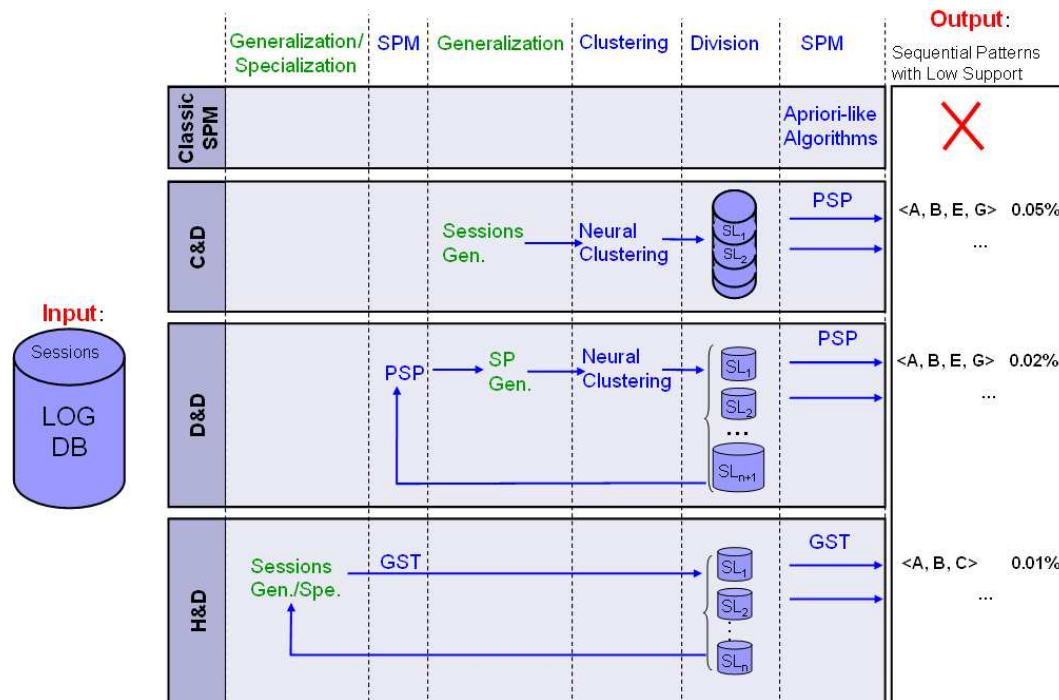 Output:
Generalization/
Specialization
SPM
Generalization
Clustering
Division
SPM
Sequential Patterns
with Low Support
Classic
SPM
Apriori-like
Algorithms
C&D
Sessions
Gen.
Neural
Clustering
SL1
SL2
PSP
<A, B, E, G> 0.05%
...
Input:
Sessions
LOG
DB
D&D
PSP
SP
Gen.
Neural
Clustering
SL1
SL2
...
SLn+1
PSP
<A, B, E, G> 0.02%
...
H&D
Sessions
Gen./Spe.
GST
SL1
SL2
...
SLn
GST
<A, B, C> 0.01%
...